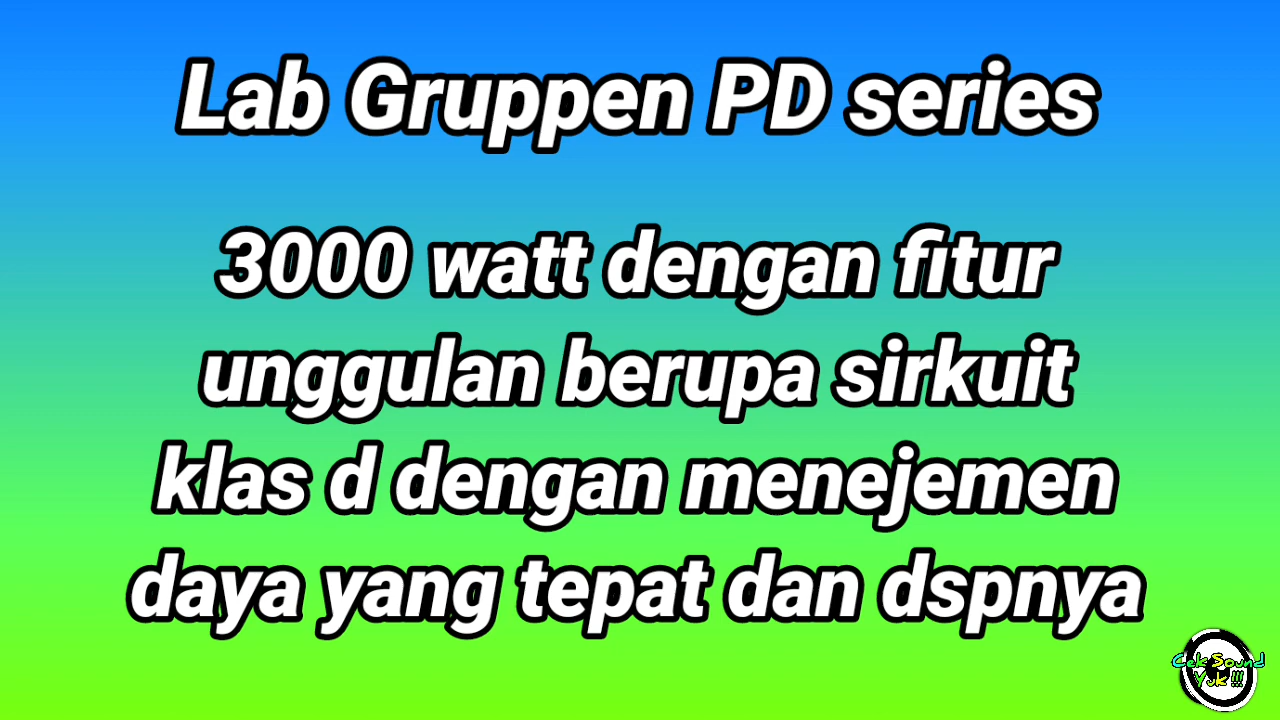 Lab Gruppen PD series
3000 watt dengan fitur
unggulan berupa sirkuit
klas d dengan menejemen
daya yang tepat dan dspnya
Cek Sound
Yuk !!!